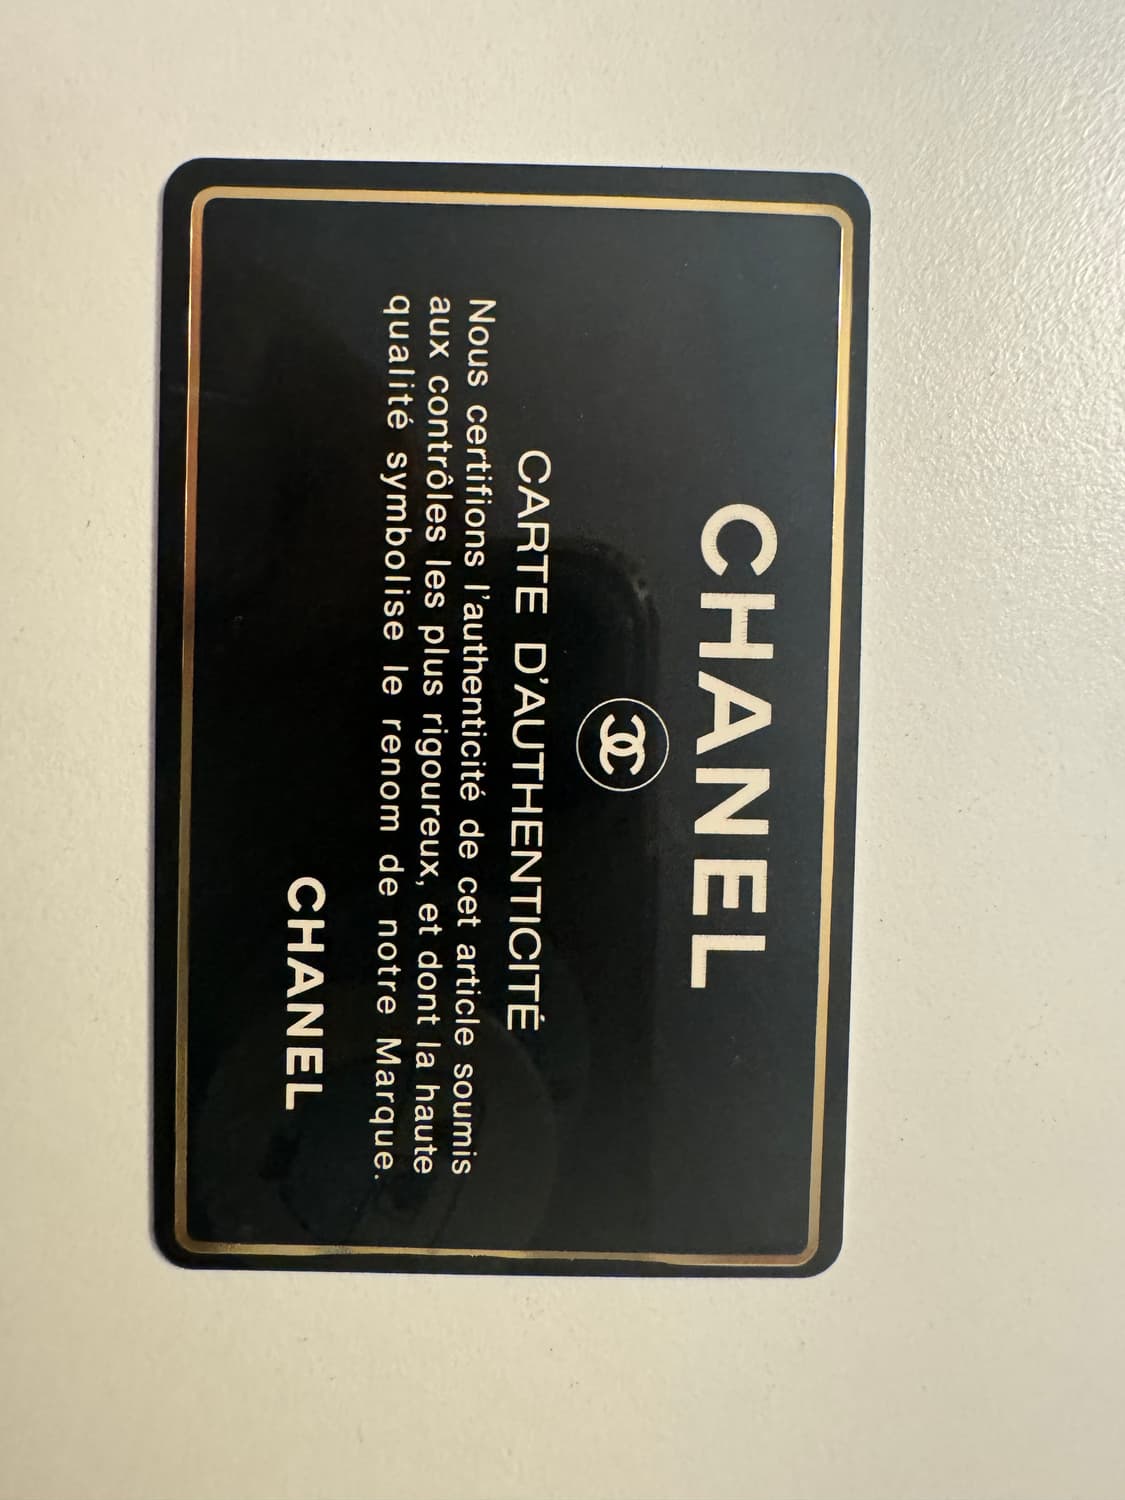 CHANEL
CARTE D'AUTHENTICITÉ
Nous certifions l'authenticité de cet article soumis
aux contrôles les plus rigoureux, et dont la haute
qualité symbolise le renom de notre Marque.
CHANEL